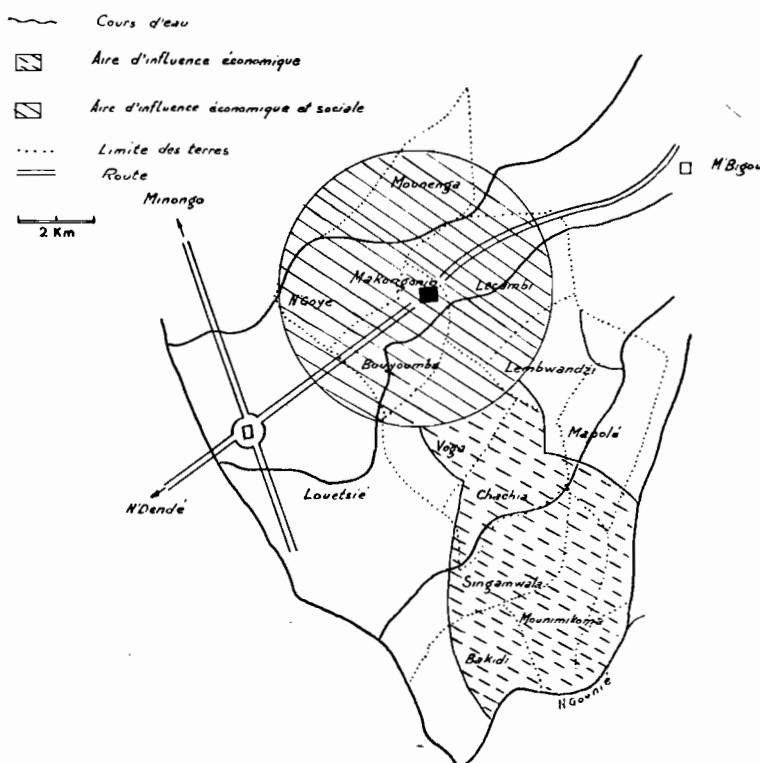 Cours d'eau
Aire d'influence économique
Aire d'influence économique et sociale
Limite des terres
Route
2 Km
Minongo
M'Bigou
Mounenga
Makongonio
Lecambi
N'Goye
Bouyoumba
Lembwandzi
Mapolé
Voga
Chachia
Louetsie
N'Dendé
Singamwala
Mounimikoma
Bakidi
N'Gounié